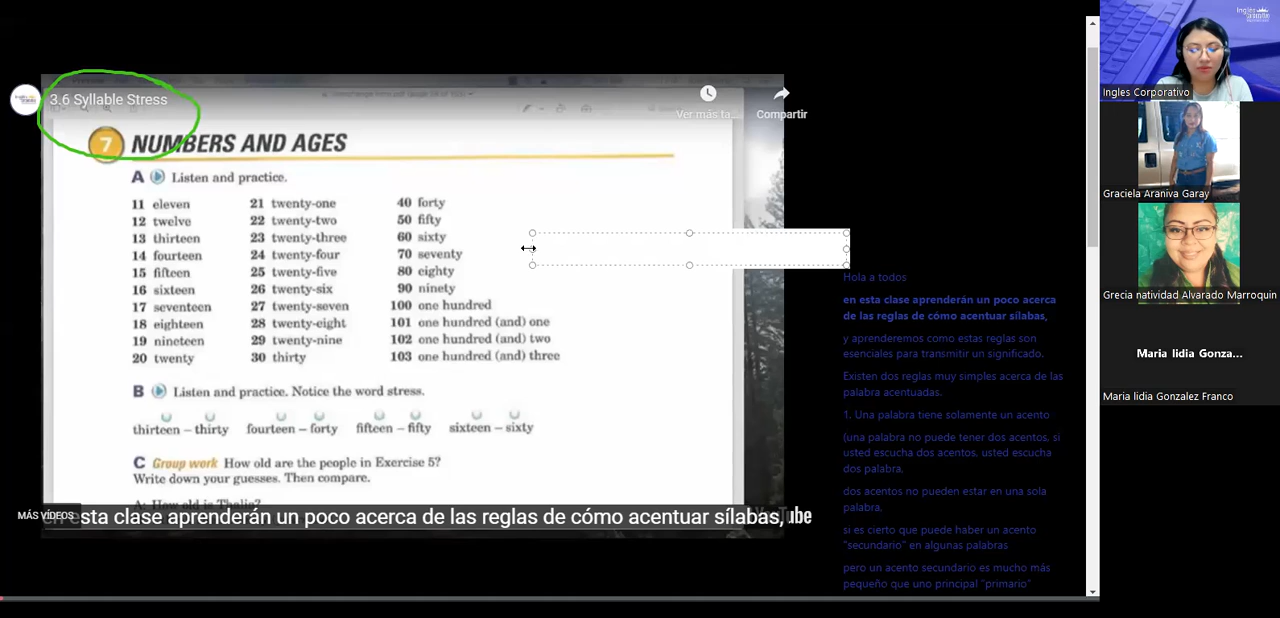 3.6 Syllable Stress
Ver más ta...
Compartir
7 NUMBERS AND AGES
A Listen and practice.
11 eleven
12 twelve
13 thirteen
14 fourteen
15 fifteen
16 sixteen
17 seventeen
18 eighteen
19 nineteen
20 twenty
21 twenty-one
22 twenty-two
23 twenty-three
24 twenty-four
25 twenty-five
26 twenty-six
27 twenty-seven
28 twenty-eight
29 twenty-nine
30 thirty
40 forty
50 fifty
60 sixty
70 seventy
80 eighty
90 ninety
100 one hundred
101 one hundred (and) one
102 one hundred (and) two
103 one hundred (and) three
B Listen and practice. Notice the word stress.
thirteen – thirty fourteen – forty fifteen – fifty sixteen – sixty
C Group work How old are the people in Exercise 5?
Write down your guesses. Then compare.
A: How old is Thalia?
MÁS VÍDEOS
en esta clase aprenderán un poco acerca de las reglas de cómo acentuar sílabas,
Hola a todos
en esta clase aprenderán un poco acerca
de las reglas de cómo acentuar sílabas,
y aprenderemos como estas reglas son
esenciales para transmitir un significado.
Existen dos reglas muy simples acerca de las
palabra acentuadas.
1. Una palabra tiene solamente un acento
(una palabra no puede tener dos acentos, si
usted escucha dos acentos, usted escucha
dos palabra,
dos acentos no pueden estar en una sola
palabra,
si es cierto que puede haber un acento
"secundario" en algunas palabras
pero un acento secundario es mucho más
pequeño que uno principal "primario"
Ingles Corporativo
Graciela Araniva Garay
Grecia natividad Alvarado Marroquin
Maria lidia Gonza...
Maria lidia Gonzalez Franco